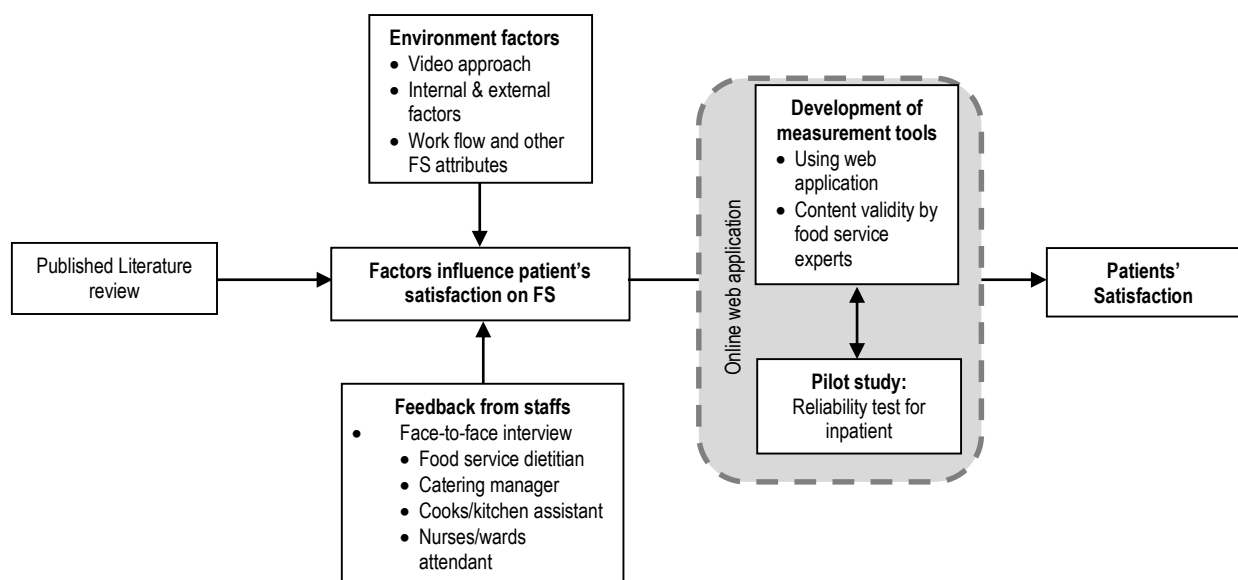 Environment factors
• Video approach
• Internal & external
factors
• Work flow and other
FS attributes
Published Literature
review
Factors influence patient's
satisfaction on FS
Feedback from staffs
• Face-to-face interview
• Food service dietitian
• Catering manager
• Cooks/kitchen assistant
• Nurses/wards
attendant
Online web application
Development of
measurement tools
• Using web
application
• Content validity by
food service
experts
Pilot study:
Reliability test for
inpatient
Patients'
Satisfaction